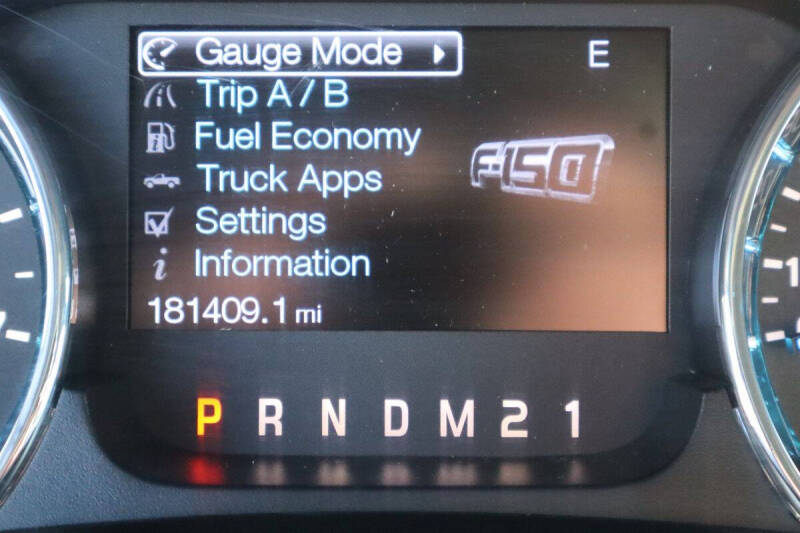 Gauge Mode
E
Trip A / B
Fuel Economy
F-150
Truck Apps
Settings
Information
181409.1 mi
P R N D M 2 1